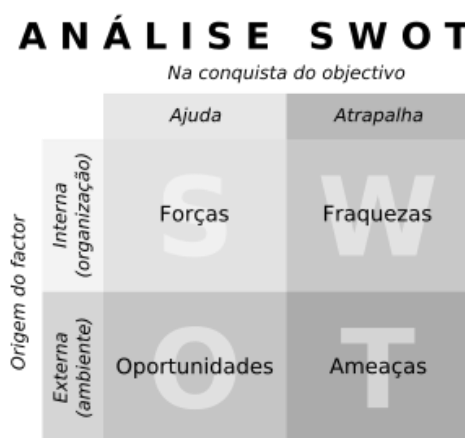 ANÁLISE SWOT
Na conquista do objectivo
Ajuda
Atrapalha
Origem do factor
Interna
(organização)
S
Forças
W
Fraquezas
Externa
(ambiente)
O
Oportunidades
T
Ameaças